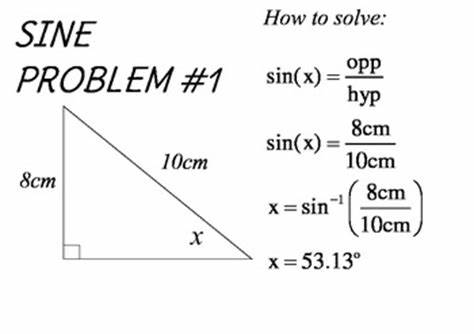 SINE
PROBLEM #1
8cm
10cm
x
How to solve:
sin(x) = opp/hyp
sin(x) = 8cm/10cm
x = sin⁻¹(8cm/10cm)
x = 53.13°